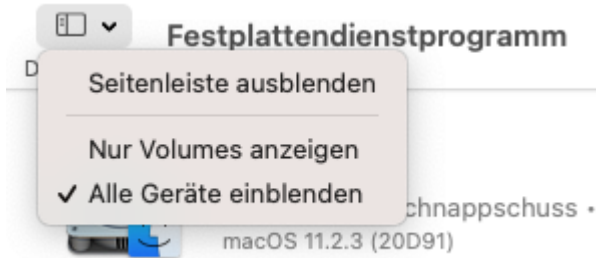 Festplattendienstprogramm
Seitenleiste ausblenden
Nur Volumes anzeigen
✓ Alle Geräte einblenden
chnappschuss •
macOS 11.2.3 (20D91)